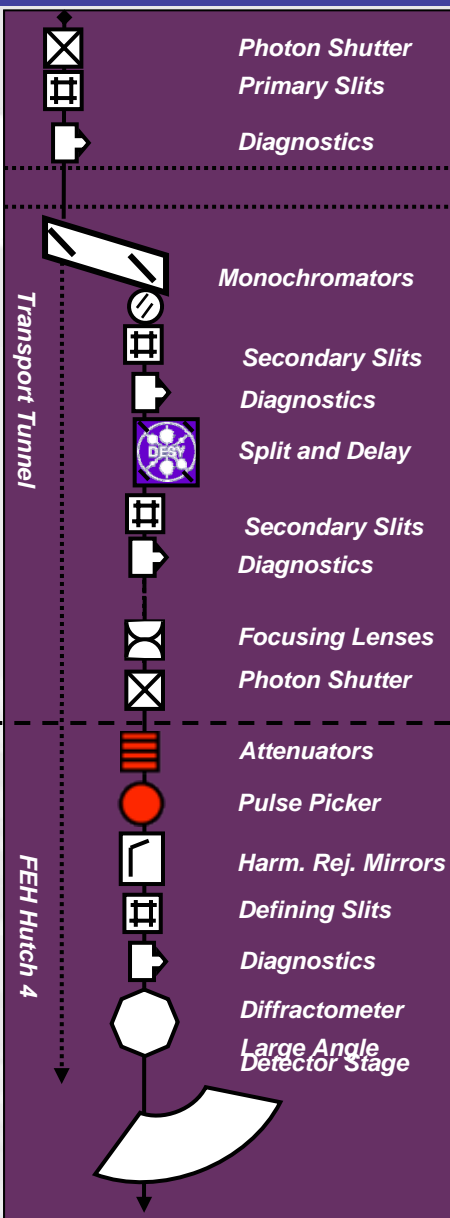 Photon Shutter
Primary Slits
Diagnostics
Monochromators
Secondary Slits
Diagnostics
DESY
Split and Delay
Secondary Slits
Diagnostics
Focusing Lenses
Photon Shutter
Attenuators
Pulse Picker
Harm. Rej. Mirrors
Defining Slits
Diagnostics
Diffractometer
Large Angle
Detector Stage
Transport Tunnel
FEH Hutch 4